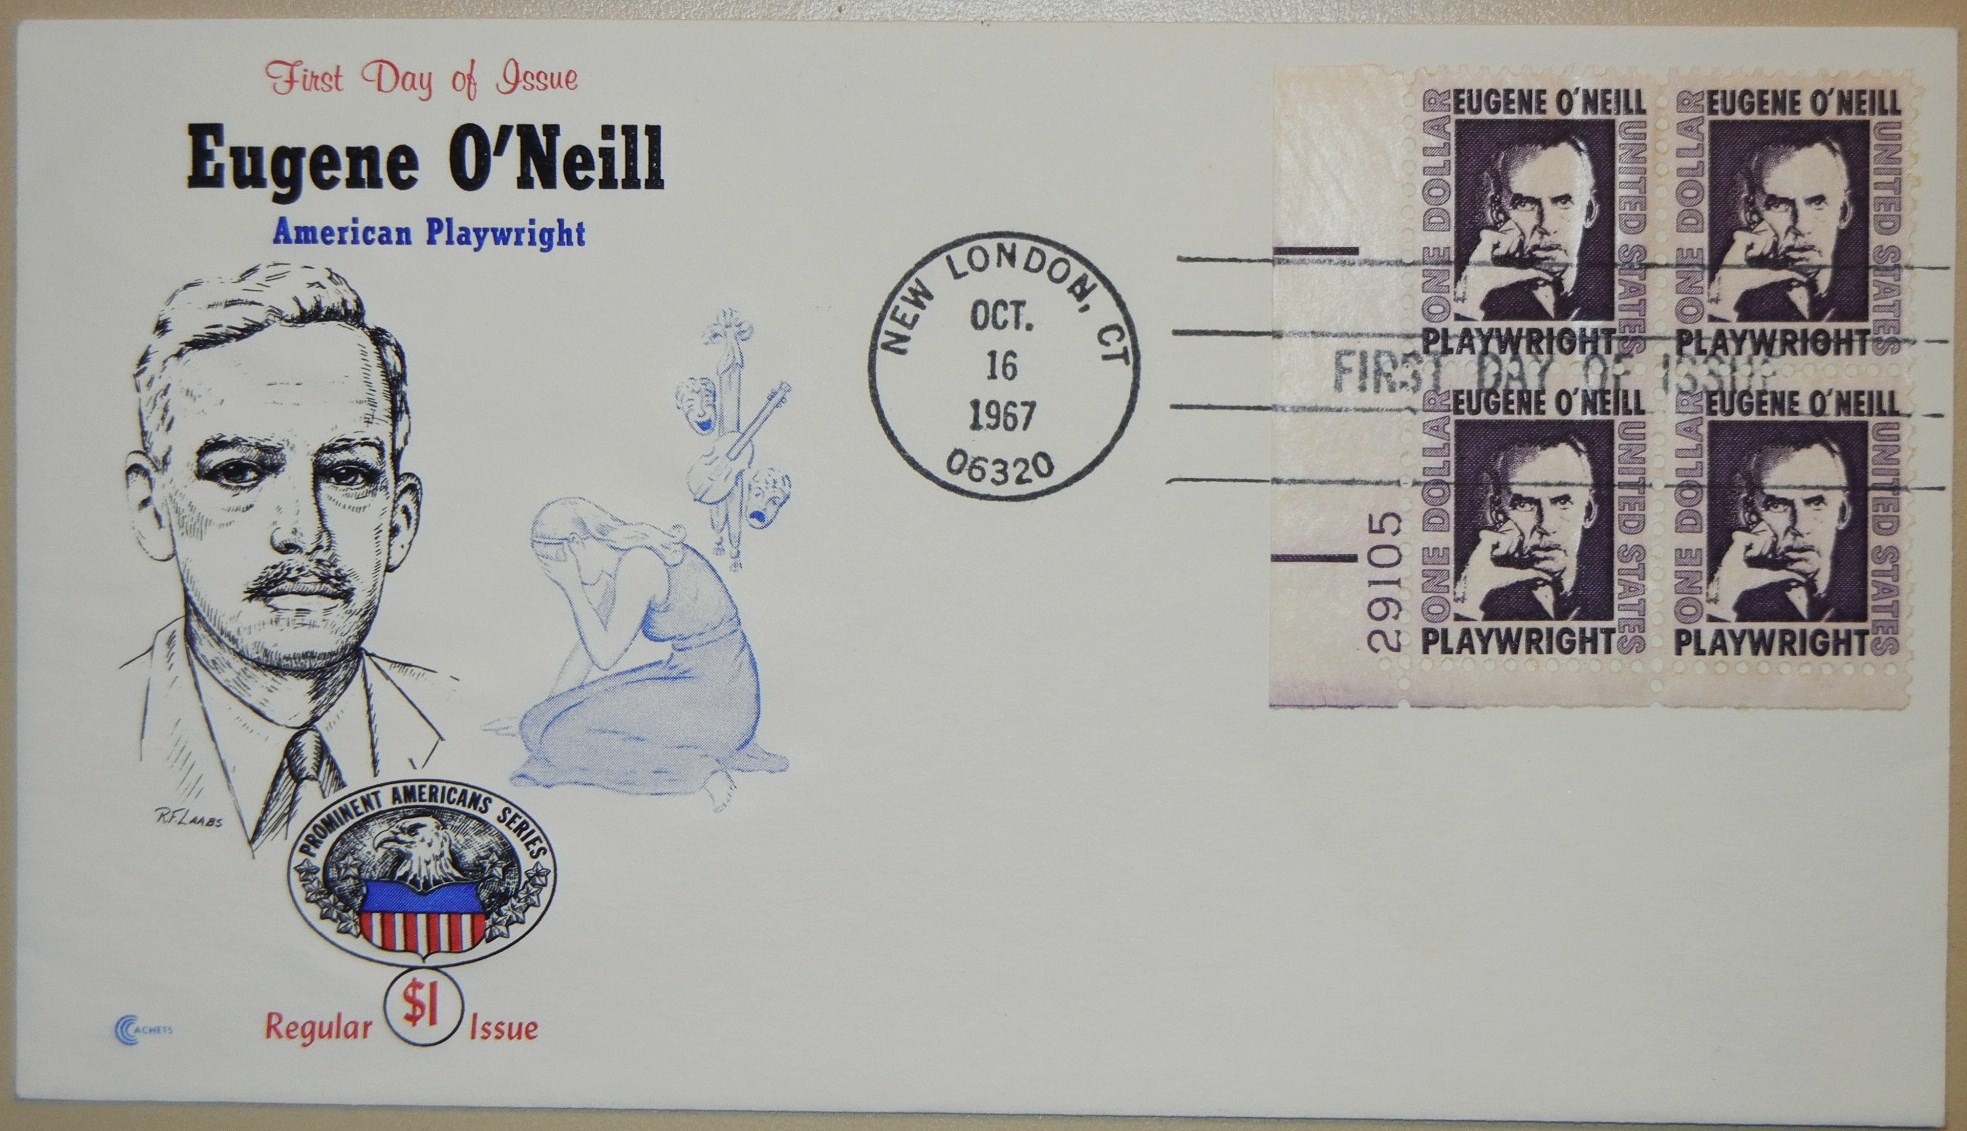 First Day of Issue
Eugene O'Neill
American Playwright
R.F. LAABS
PROMINENT AMERICANS SERIES
$1
Regular Issue
CACHETS
NEW LONDON, CT
OCT.
16
1967
06320
FIRST DAY OF ISSUE
EUGENE O'NEILL
ONE DOLLAR
UNITED STATES
PLAYWRIGHT
EUGENE O'NEILL
ONE DOLLAR
UNITED STATES
PLAYWRIGHT
EUGENE O'NEILL
ONE DOLLAR
UNITED STATES
PLAYWRIGHT
EUGENE O'NEILL
ONE DOLLAR
UNITED STATES
PLAYWRIGHT
29105